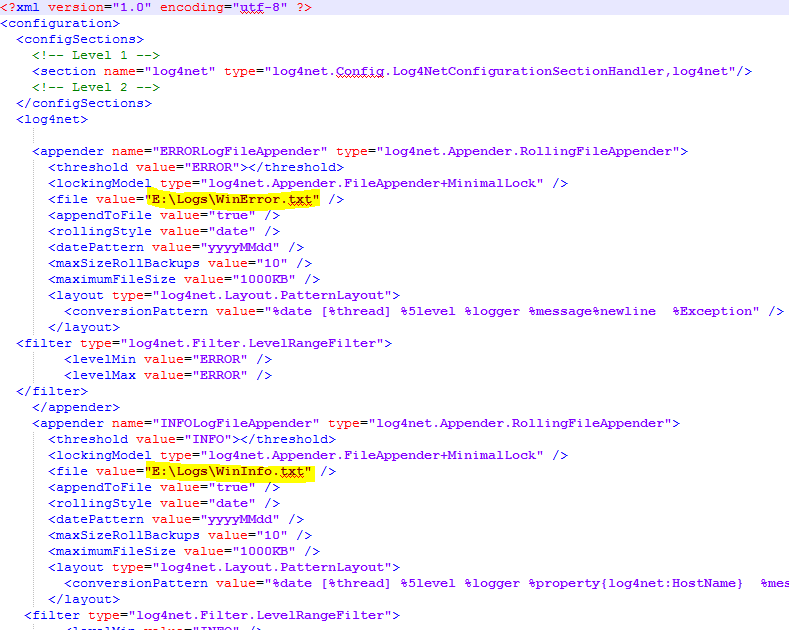 <?xml version="1.0" encoding="utf-8" ?>
<configuration>
  <configSections>
    <!-- Level 1 -->
    <section name="log4net" type="log4net.Config.Log4NetConfigurationSectionHandler,log4net"/>
    <!-- Level 2 -->
  </configSections>
  <log4net>
    <appender name="ERRORLogFileAppender" type="log4net.Appender.RollingFileAppender">
      <threshold value="ERROR"></threshold>
      <lockingModel type="log4net.Appender.FileAppender+MinimalLock" />
      <file value="E:\Logs\WinError.txt" />
      <appendToFile value="true" />
      <rollingStyle value="date" />
      <datePattern value="yyyyMMdd" />
      <maxSizeRollBackups value="10" />
      <maximumFileSize value="1000KB" />
      <layout type="log4net.Layout.PatternLayout">
        <conversionPattern value="%date [%thread] %5level %logger %message%newline  %Exception" />
      </layout>
  <filter type="log4net.Filter.LevelRangeFilter">
        <levelMin value="ERROR" />
        <levelMax value="ERROR" />
  </filter>
    </appender>
    <appender name="INFOLogFileAppender" type="log4net.Appender.RollingFileAppender">
      <threshold value="INFO"></threshold>
      <lockingModel type="log4net.Appender.FileAppender+MinimalLock" />
      <file value="E:\Logs\WinInfo.txt" />
      <appendToFile value="true" />
      <rollingStyle value="date" />
      <datePattern value="yyyyMMdd" />
      <maxSizeRollBackups value="10" />
      <maximumFileSize value="1000KB" />
      <layout type="log4net.Layout.PatternLayout">
        <conversionPattern value="%date [%thread] %5level %logger %property{log4net:HostName}  %mes
      </layout>
   <filter type="log4net.Filter.LevelRangeFilter">